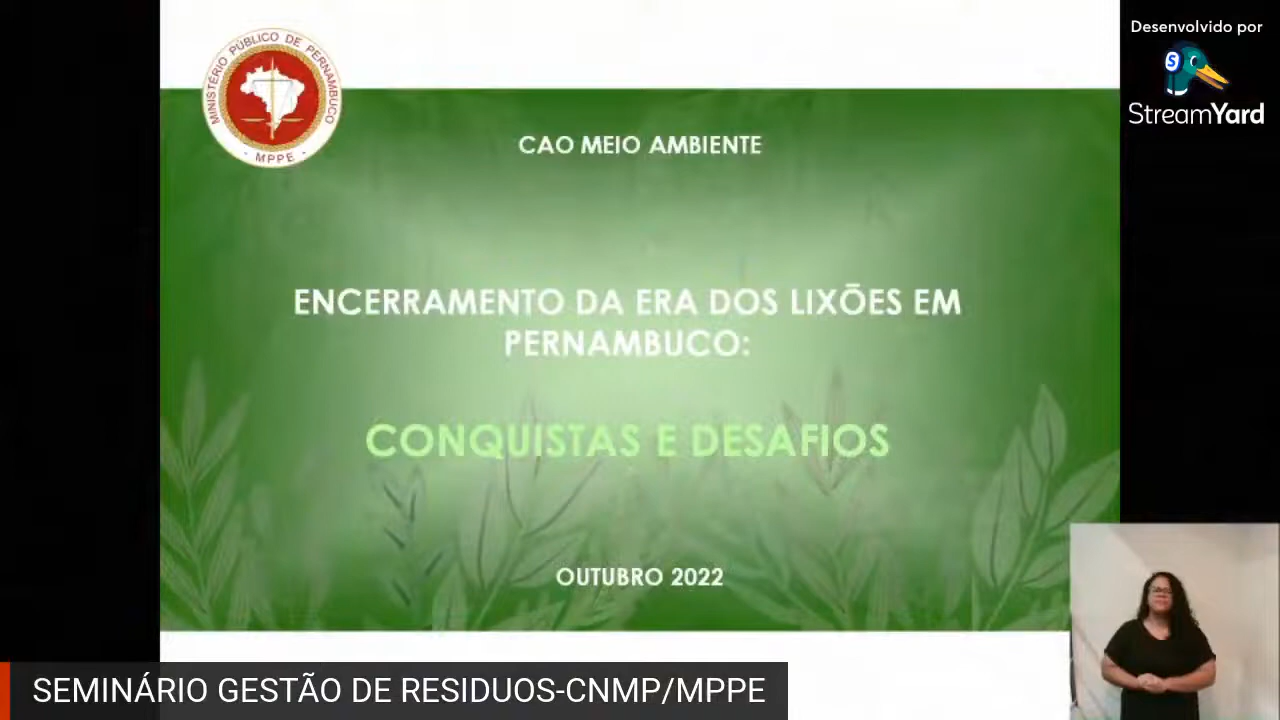 Desenvolvido por
StreamYard
MINISTÉRIO PÚBLICO DE PERNAMBUCO
- MPPE -
CAO MEIO AMBIENTE
ENCERRAMENTO DA ERA DOS LIXÕES EM
PERNAMBUCO:
CONQUISTAS E DESAFIOS
OUTUBRO 2022
SEMINÁRIO GESTÃO DE RESIDUOS-CNMP/MPPE